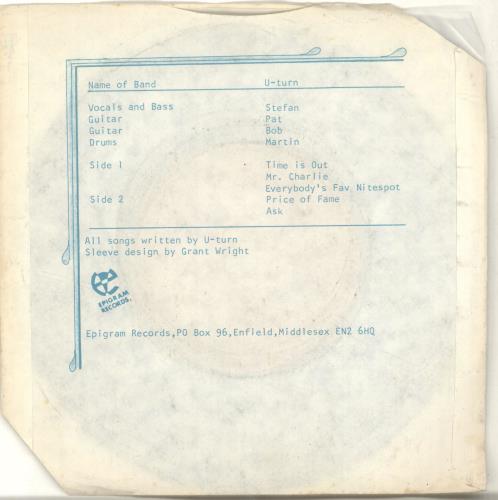 Name of Band U-turn
Vocals and Bass Stefan
Guitar Pat
Guitar Bob
Drums Martin
Side 1 Time is Out
Mr. Charlie
Everybody's Fav Nitespot
Side 2 Price of Fame
Ask
All songs written by U-turn
Sleeve design by Grant Wright
EPIGRAM
RECORDS.
Epigram Records,PO Box 96,Enfield,Middlesex EN2 6HQ